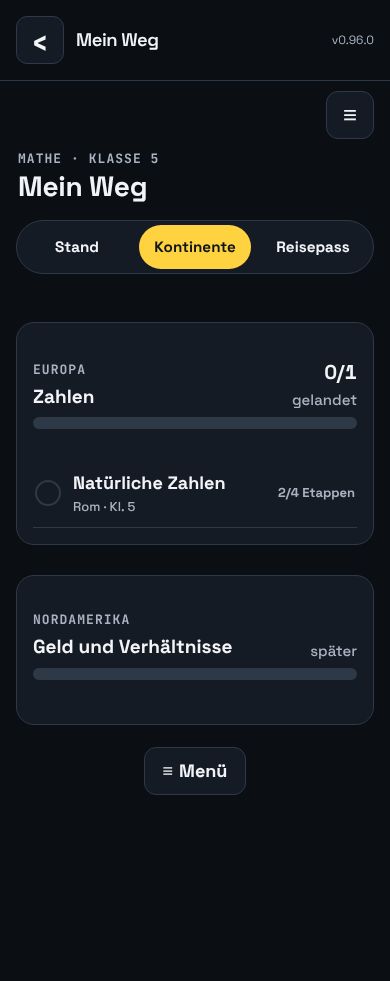 < Mein Weg v0.96.0
≡
MATHE · KLASSE 5
Mein Weg
Stand Kontinente Reisepass
EUROPA 0/1
Zahlen gelandet
Natürliche Zahlen 2/4 Etappen
Rom · Kl. 5
NORDAMERIKA
Geld und Verhältnisse später
≡ Menü